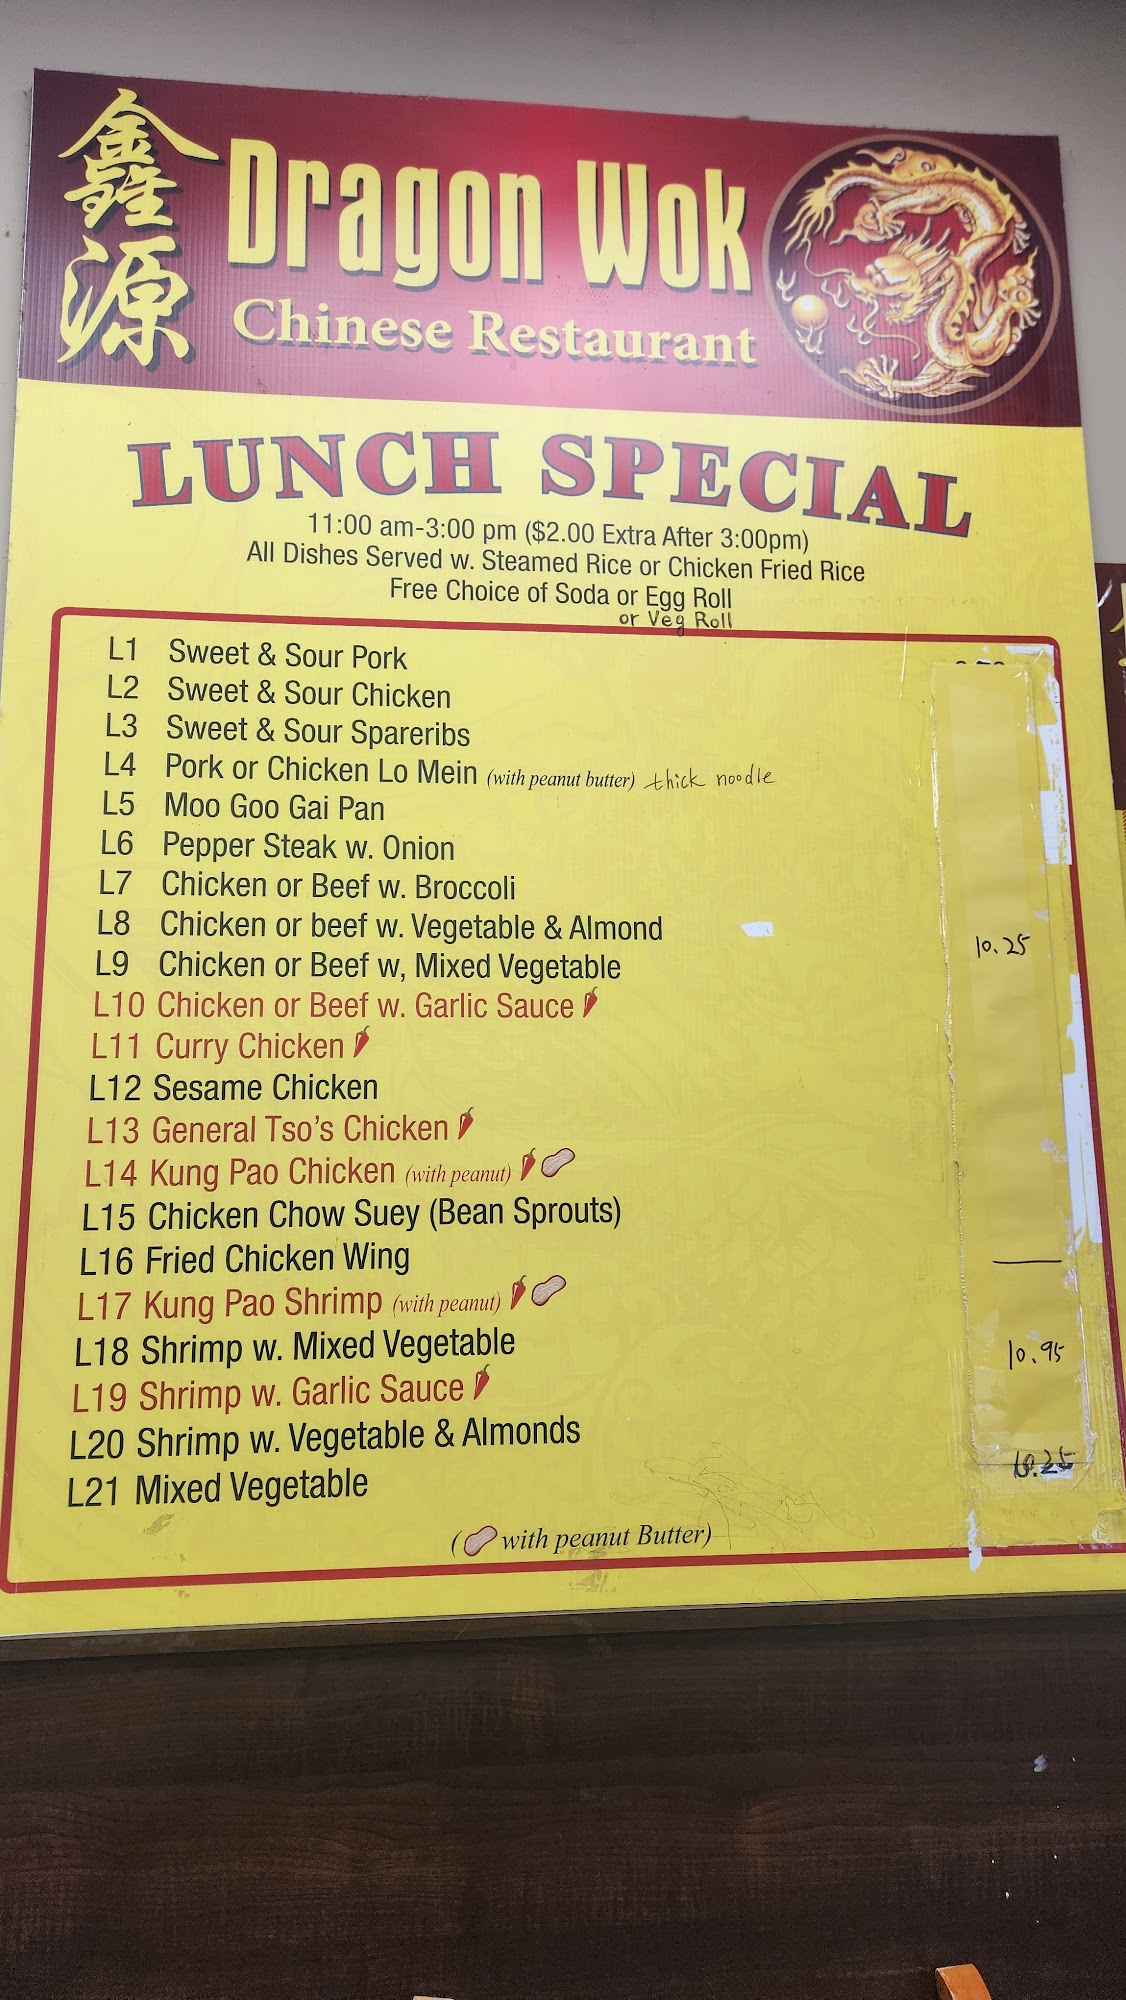 鑫源
Dragon Wok
Chinese Restaurant
LUNCH SPECIAL
11:00 am-3:00 pm ($2.00 Extra After 3:00pm)
All Dishes Served w. Steamed Rice or Chicken Fried Rice
Free Choice of Soda or Egg Roll
or Veg Roll
L1 Sweet & Sour Pork
L2 Sweet & Sour Chicken
L3 Sweet & Sour Spareribs
L4 Pork or Chicken Lo Mein (with peanut butter) thick noodle
L5 Moo Goo Gai Pan
L6 Pepper Steak w. Onion
L7 Chicken or Beef w. Broccoli
L8 Chicken or beef w. Vegetable & Almond
L9 Chicken or Beef w, Mixed Vegetable 10.25
L10 Chicken or Beef w. Garlic Sauce
L11 Curry Chicken
L12 Sesame Chicken
L13 General Tso's Chicken
L14 Kung Pao Chicken (with peanut)
L15 Chicken Chow Suey (Bean Sprouts)
L16 Fried Chicken Wing
L17 Kung Pao Shrimp (with peanut)
L18 Shrimp w. Mixed Vegetable 10.95
L19 Shrimp w. Garlic Sauce
L20 Shrimp w. Vegetable & Almonds
L21 Mixed Vegetable 10.25
( with peanut Butter)